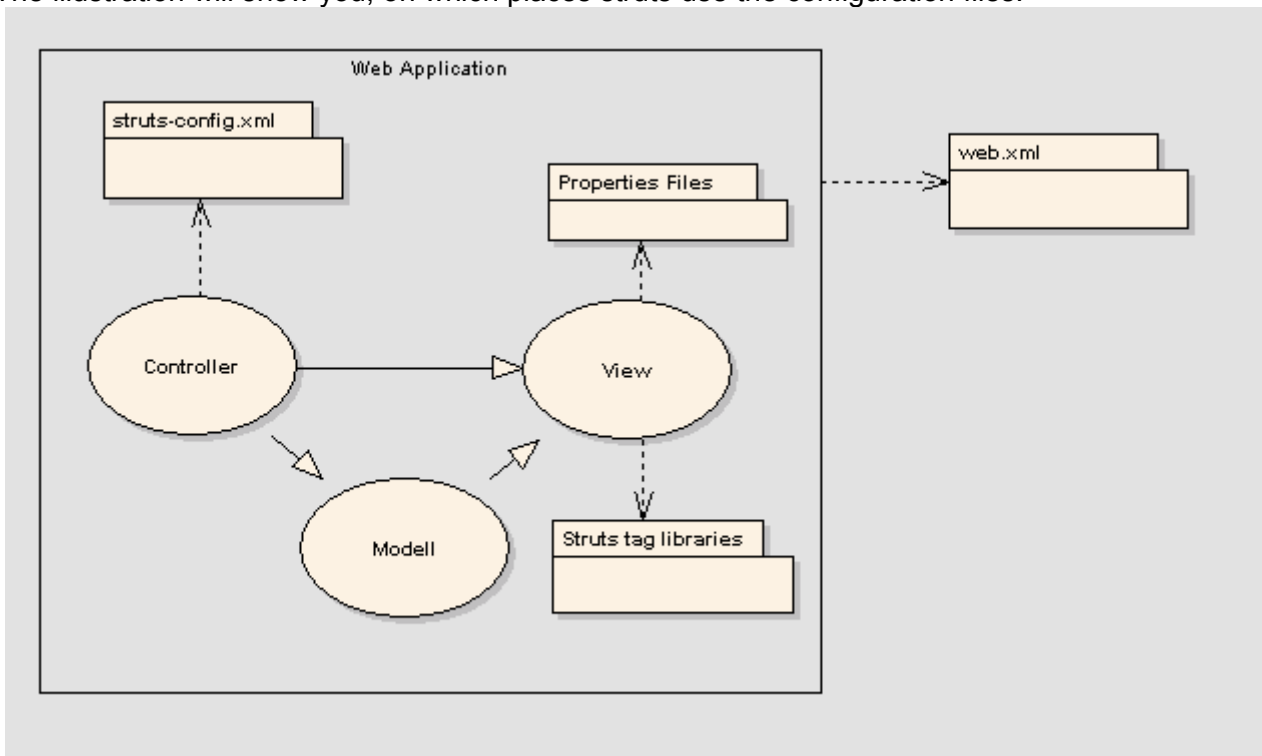 The illustration will show you, on which places struts use the configuration files.
Web Application
struts-config.xml
web.xml
Properties Files
Controller
View
Modell
Struts tag libraries